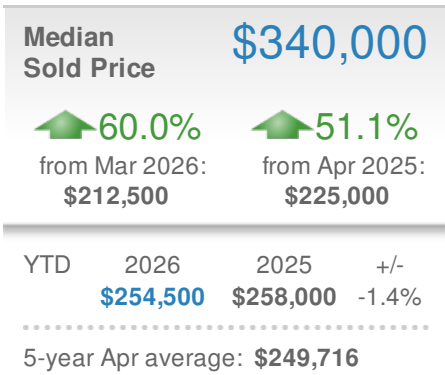 Median
Sold Price
$340,000
60.0%
from Mar 2026:
$212,500
51.1%
from Apr 2025:
$225,000
YTD 2026 2025 +/-
$254,500 $258,000 -1.4%
5-year Apr average: $249,716